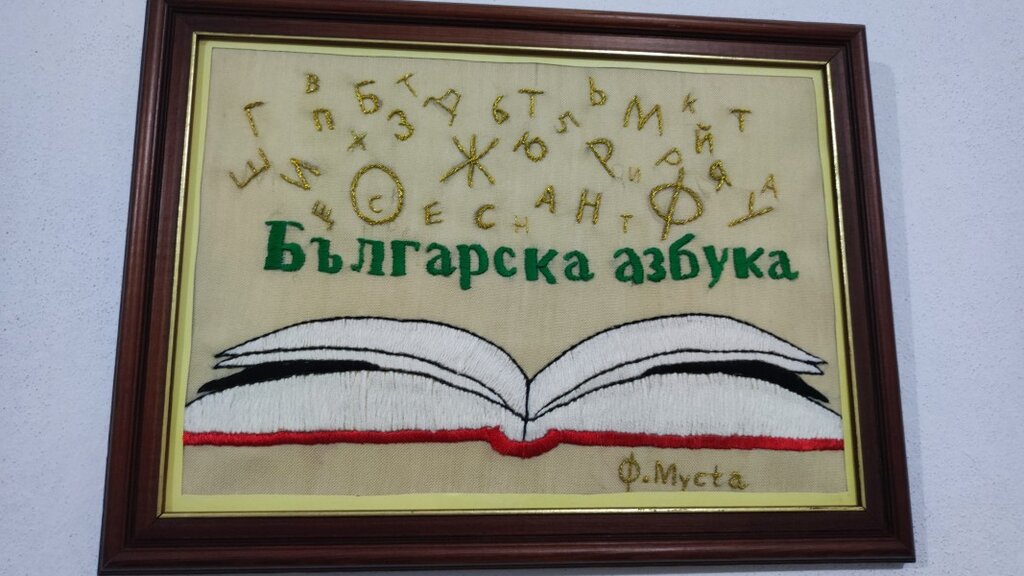 В П Б Т З Д Ь Т Л Ъ М К Т
Г Ж Ю Р И Р Й
Ш И О С Е С Н А Н Т Ф Я У А
Щ
Българска азбука
Ф.Муста